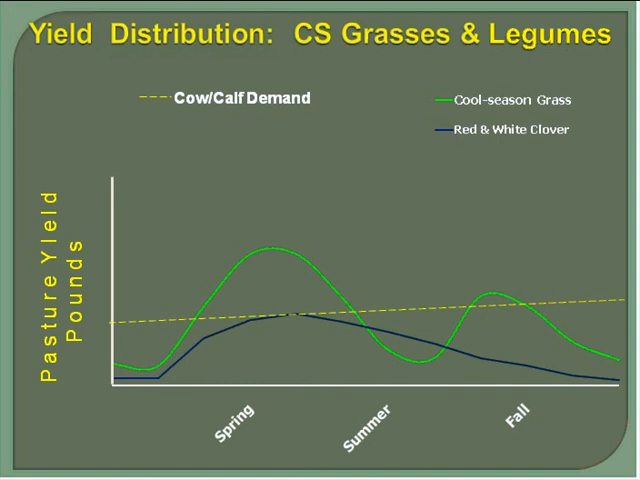 Yield Distribution: CS Grasses & Legumes
Cow/Calf Demand
Cool-season Grass
Red & White Clover
Pasture Yield
Pounds
Spring
Summer
Fall